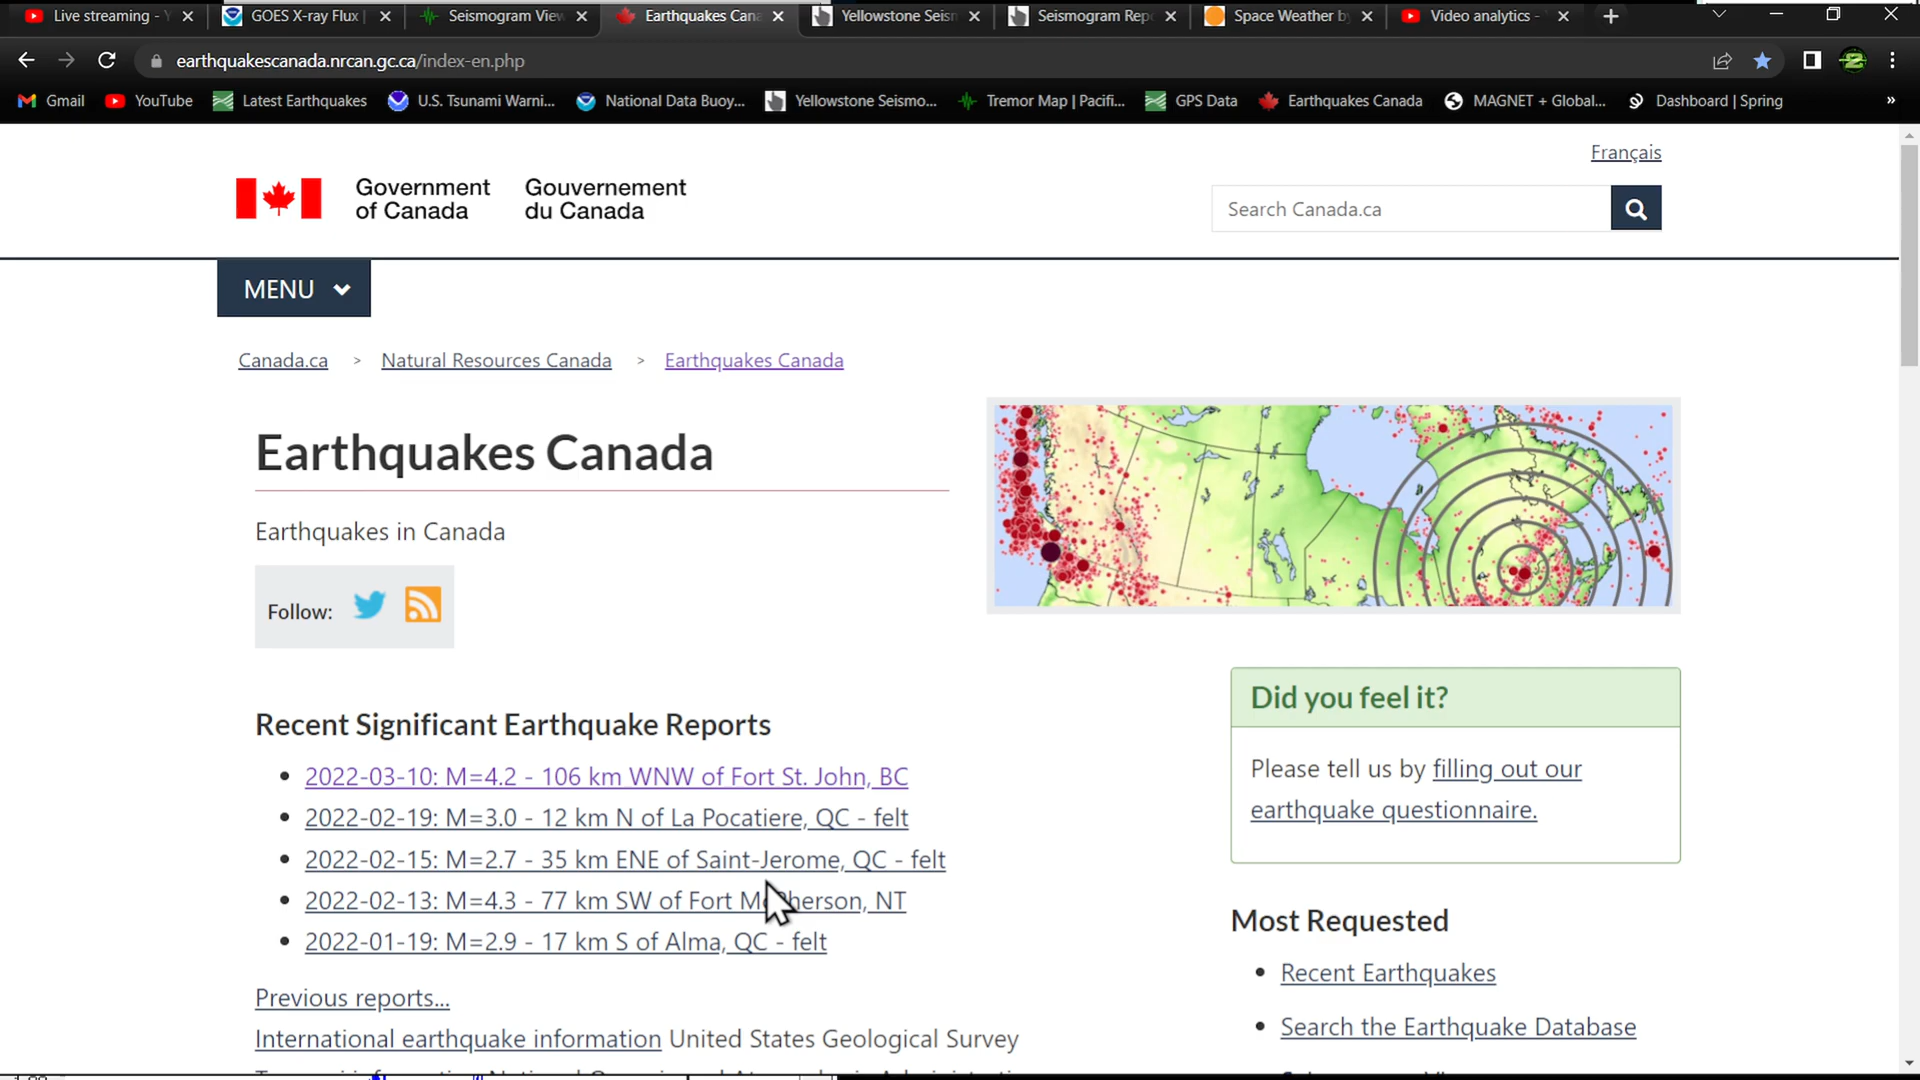 Live streaming - Y
GOES X-ray Flux |
Seismogram View
Earthquakes Cana
Yellowstone Seism
Seismogram Repo
Space Weather by
Video analytics -
earthquakescanada.nrcan.gc.ca/index-en.php
Gmail
YouTube
Latest Earthquakes
U.S. Tsunami Warni...
National Data Buoy...
Yellowstone Seismo...
Tremor Map | Pacifi...
GPS Data
Earthquakes Canada
MAGNET + Global...
Dashboard | Spring
»
Français
Government
of Canada
Gouvernement
du Canada
Search Canada.ca
MENU
Canada.ca > Natural Resources Canada > Earthquakes Canada
Earthquakes Canada
Earthquakes in Canada
Follow:
Recent Significant Earthquake Reports
2022-03-10: M=4.2 - 106 km WNW of Fort St. John, BC
2022-02-19: M=3.0 - 12 km N of La Pocatiere, QC - felt
2022-02-15: M=2.7 - 35 km ENE of Saint-Jerome, QC - felt
2022-02-13: M=4.3 - 77 km SW of Fort McPherson, NT
2022-01-19: M=2.9 - 17 km S of Alma, QC - felt
Previous reports...
International earthquake information United States Geological Survey
Did you feel it?
Please tell us by filling out our
earthquake questionnaire.
Most Requested
Recent Earthquakes
Search the Earthquake Database